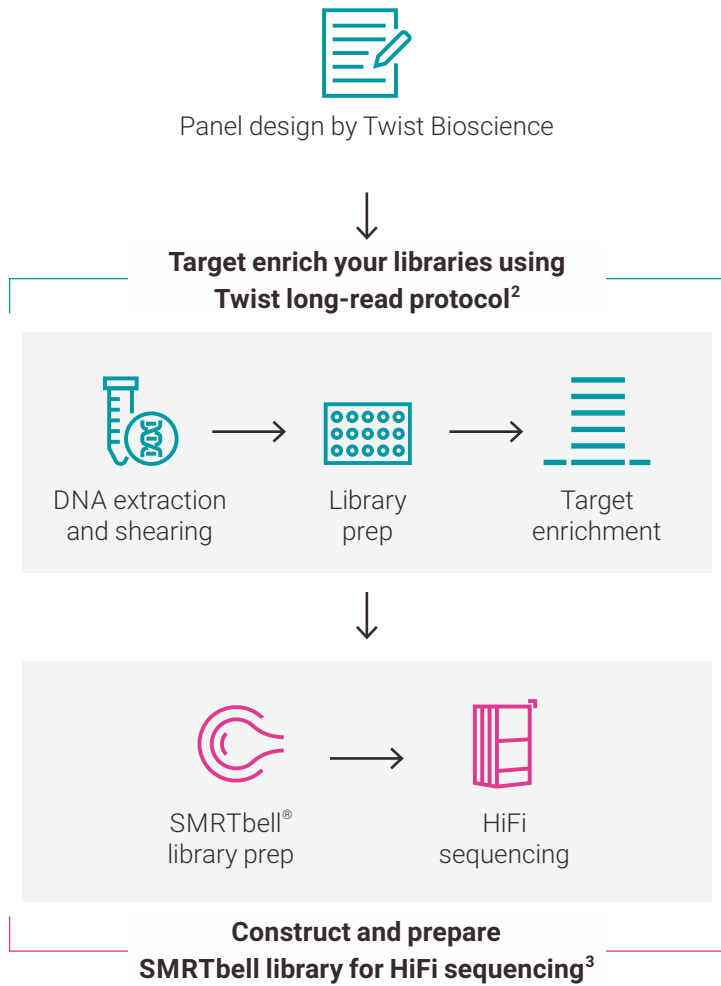 Panel design by Twist Bioscience
Target enrich your libraries using
Twist long-read protocol²
DNA extraction
and shearing
Library
prep
Target
enrichment
SMRTbell®
library prep
HiFi
sequencing
Construct and prepare
SMRTbell library for HiFi sequencing³